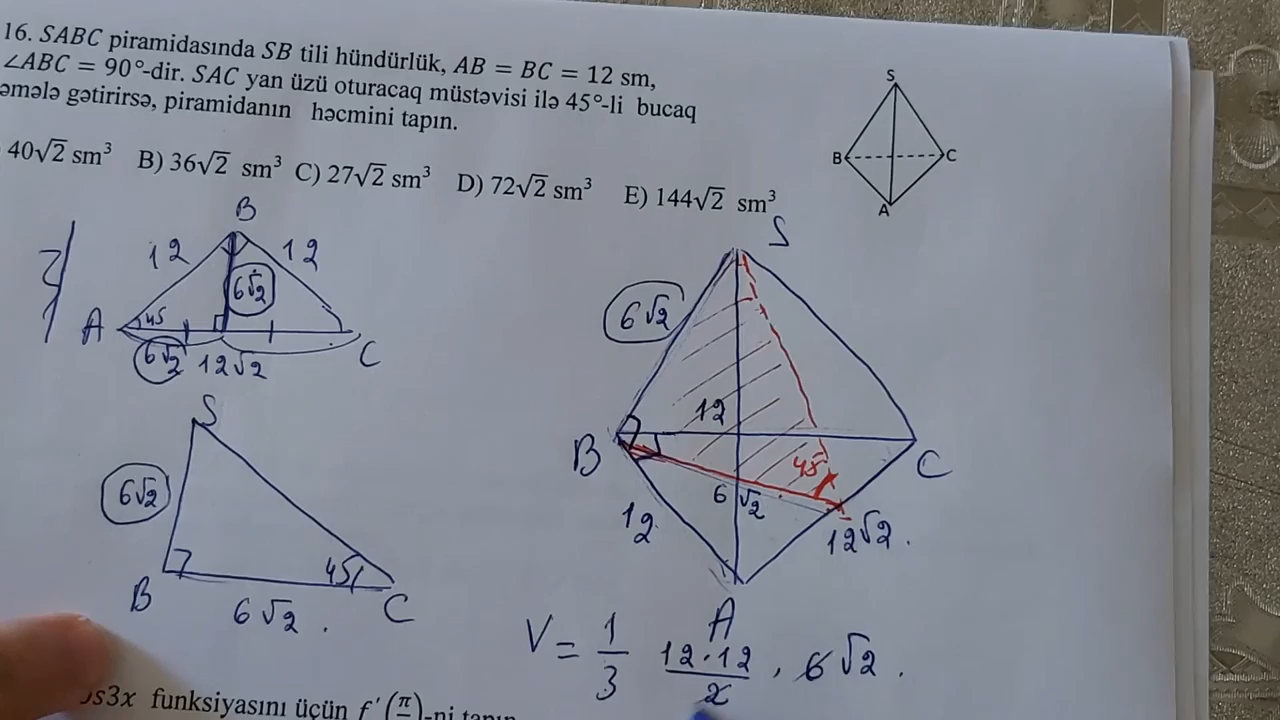 16. SABC piramidasında SB tili hündürlük, AB = BC = 12 sm,
∠ABC = 90°-dir. SAC yan üzü oturacaq müstəvisi ilə 45°-li bucaq
əmələ gətirirsə, piramidanın həcmini tapın.
40√2 sm³ B) 36√2 sm³ C) 27√2 sm³ D) 72√2 sm³ E) 144√2 sm³
S
B
C
A
B
12
12
6√2
45
A
6√2
12√2
C
S
6√2
45
B
6√2 .
C
S
6√2
12
B
45
C
6√2
12
12√2 .
A
V = 1/3 12·12/2 · 6√2 .
os3x funksiyasını üçün f′(π
-ni tapın